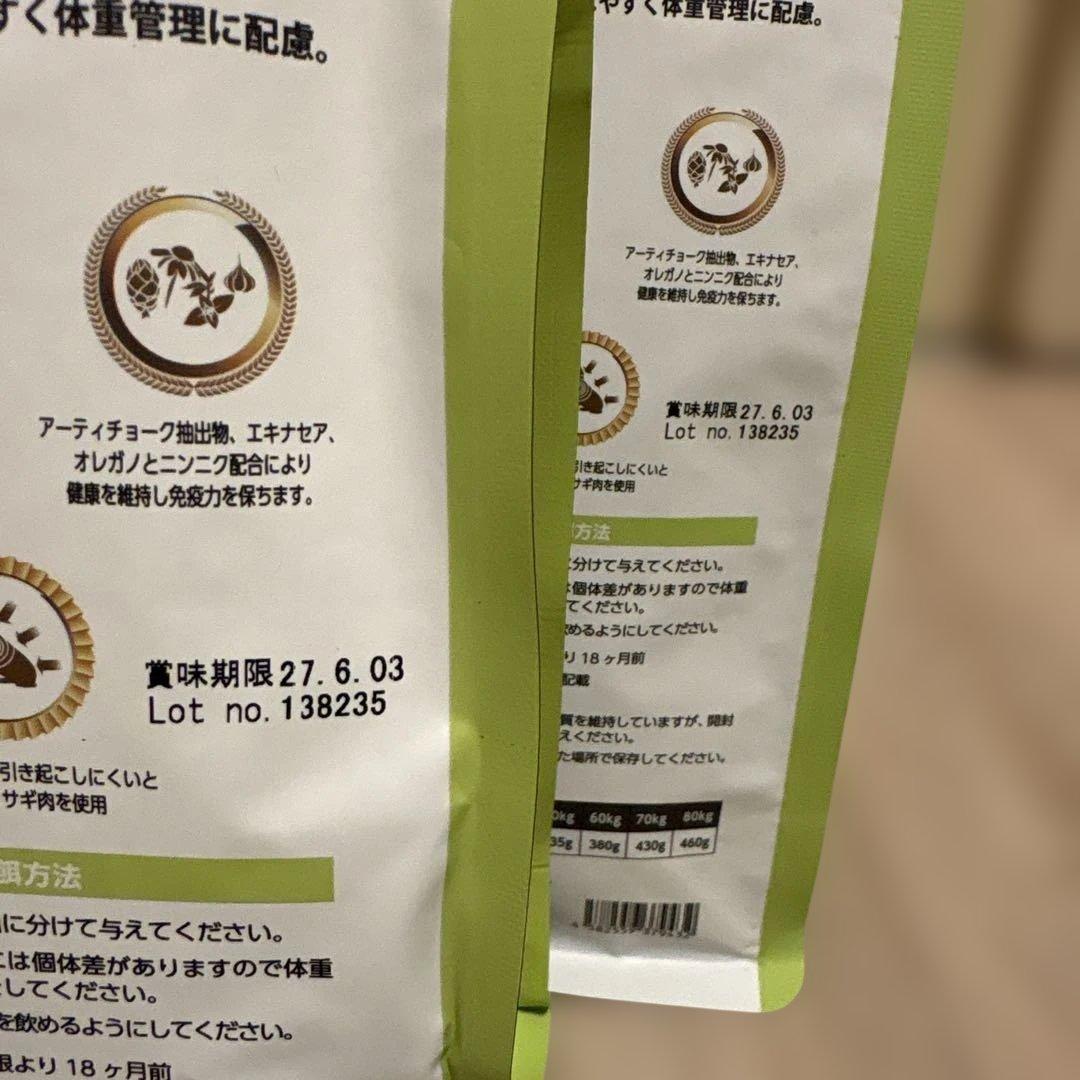 すく体重管理に配慮。
アーティチョーク抽出物、エキナセア、
オレガノとニンニク配合により
健康を維持し免疫力を保ちます。
賞味期限27.6.03
Lot no.138235
引き起こしにくいと
サギ肉を使用
餌方法
に分けて与えてください。
には個体差がありますので体重
してください。
を飲めるようにしてください。
限より18ヶ月前
やすく体重管理に配慮。
アーティチョーク抽出物、エキナセア、
オレガノとニンニク配合により
健康を維持し免疫力を保ちます。
賞味期限27.6.03
Lot no.138235
引き起こしにくいと
サギ肉を使用
方法
に分けて与えてください。
は個体差がありますので体重
てください。
飲めるようにしてください。
より18ヶ月前
記載
質を維持していますが、開封
えください。
た場所で保存してください。
0kg 60kg 70kg 80kg
35g 380g 430g 460g